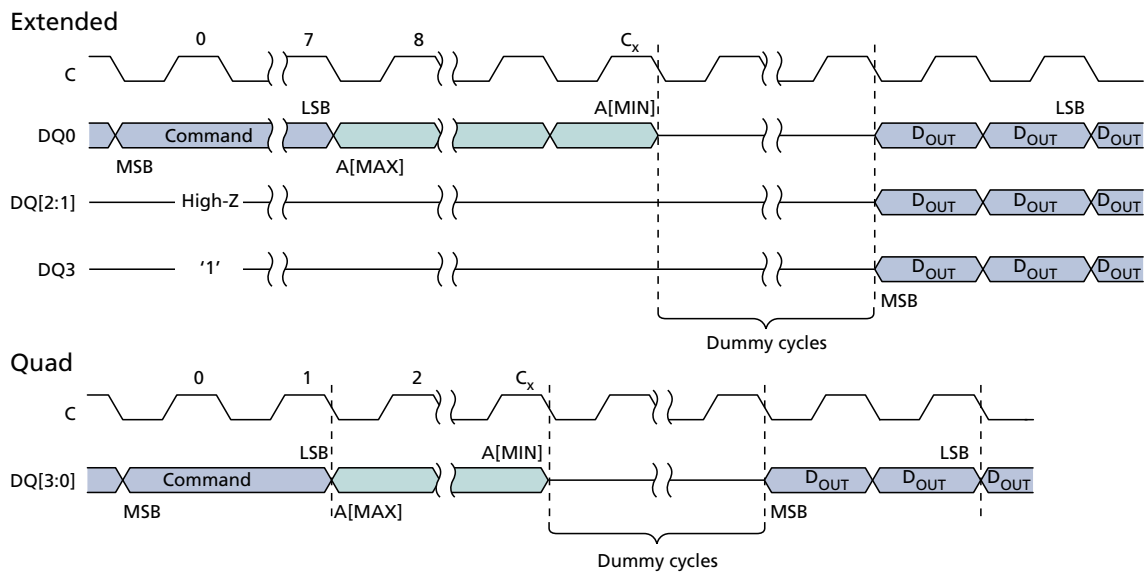 Extended
0 7 8 Cx
C
LSB A[MIN] LSB
DQ0 Command DOUT DOUT DOUT
MSB A[MAX]
DQ[2:1] High-Z DOUT DOUT DOUT
DQ3 ‘1’ DOUT DOUT DOUT
MSB
Dummy cycles
Quad
0 1 2 Cx
C
LSB A[MIN] LSB
DQ[3:0] Command DOUT DOUT DOUT
MSB A[MAX] MSB
Dummy cycles